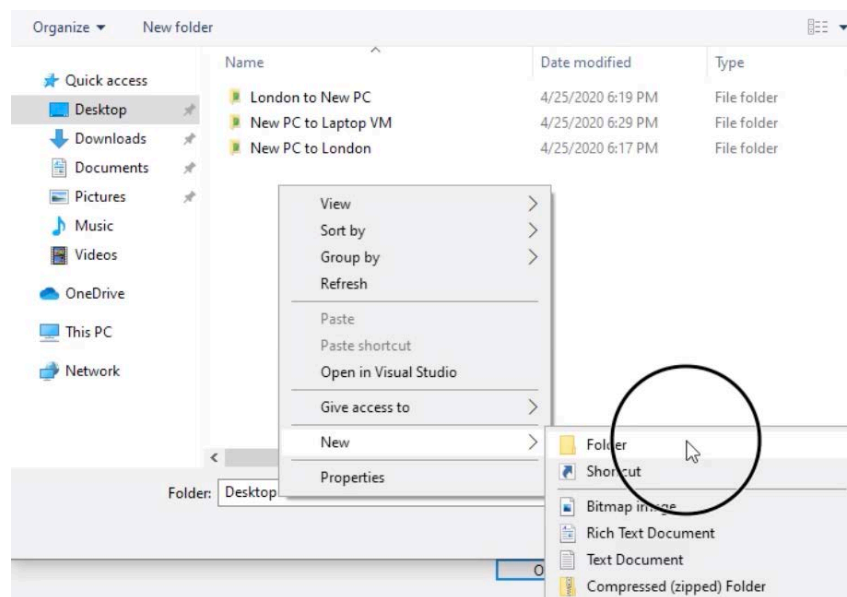 Organize New folder
Name Date modified Type
Quick access
Desktop
Downloads
Documents
Pictures
Music
Videos
OneDrive
This PC
Network
London to New PC 4/25/2020 6:19 PM File folder
New PC to Laptop VM 4/25/2020 6:29 PM File folder
New PC to London 4/25/2020 6:17 PM File folder
View
Sort by
Group by
Refresh
Paste
Paste shortcut
Open in Visual Studio
Give access to
New
Properties
Folder
Shortcut
Bitmap image
Rich Text Document
Text Document
Compressed (zipped) Folder
Folder: Desktop